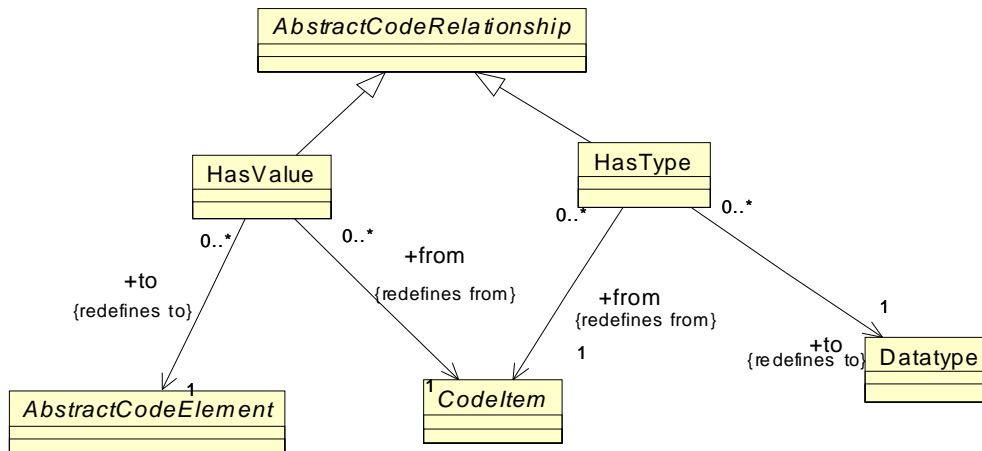 AbstractCodeRelationship
HasValue
HasType
0..*
0..*
0..*
0..*
+to
{redefines to}
+from
{redefines from}
+from
{redefines from}
1
1
+to
{redefines to}
Datatype
1
AbstractCodeElement
1
CodeItem